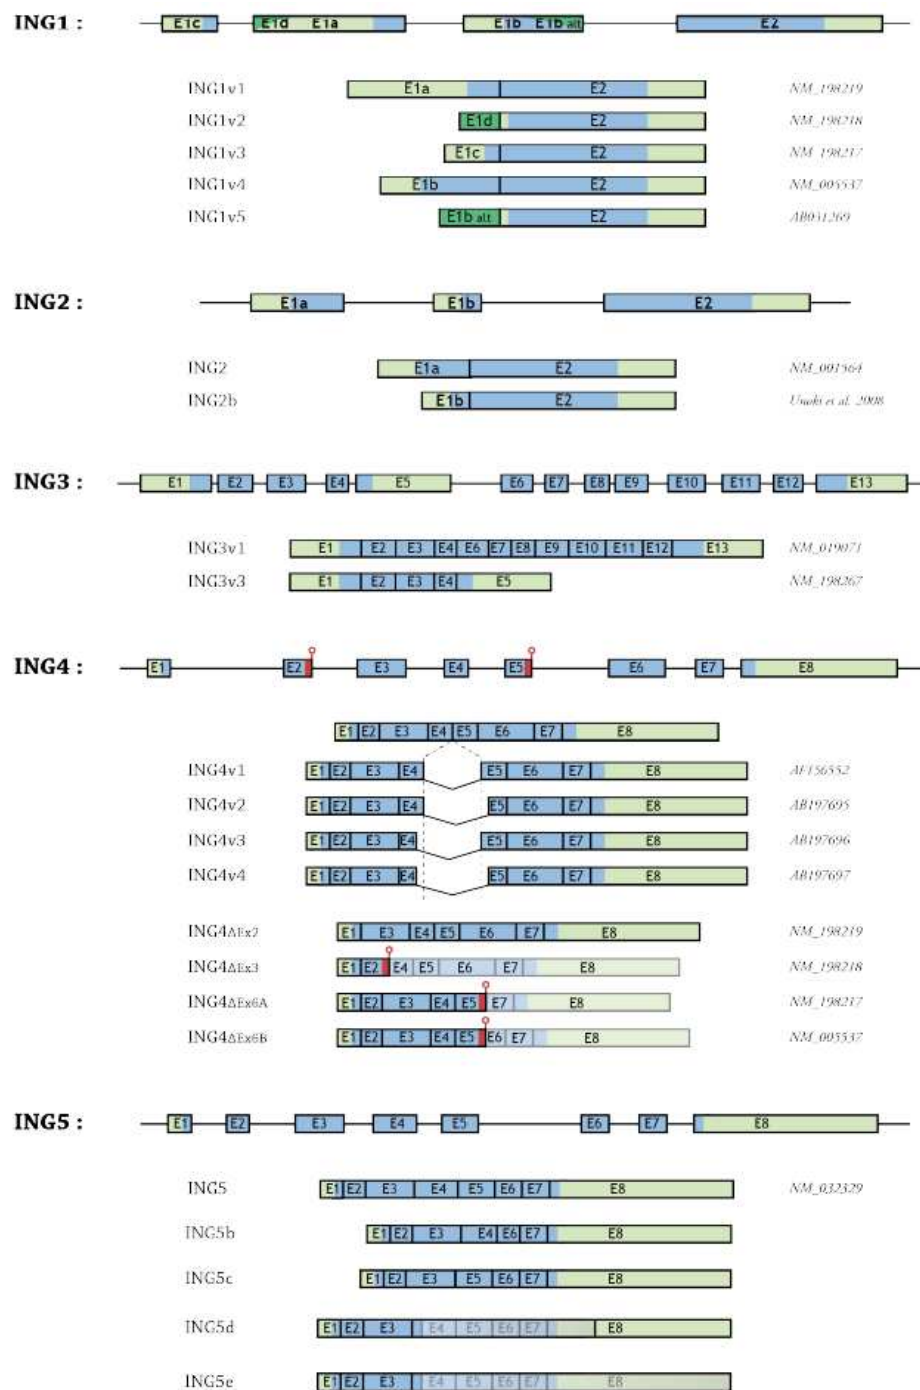 ING1 : E1c E1d E1a E1b E1b alt E2
ING1v1 E1a E2 NM_198219
ING1v2 E1d E2 NM_198218
ING1v3 E1c E2 NM_198217
ING1v4 E1b E2 NM_005537
ING1v5 E1b alt E2 AB031269
ING2 : E1a E1b E2
ING2 E1a E2 NM_001564
ING2b E1b E2 Unoki et al. 2008
ING3 : E1 E2 E3 E4 E5 E6 E7 E8 E9 E10 E11 E12 E13
ING3v1 E1 E2 E3 E4 E6 E7 E8 E9 E10 E11 E12 E13 NM_019071
ING3v3 E1 E2 E3 E4 E5 NM_198267
ING4 : E1 E2 E3 E4 E5 E6 E7 E8
E1 E2 E3 E4 E5 E6 E7 E8
ING4v1 E1 E2 E3 E4 E5 E6 E7 E8 AF156552
ING4v2 E1 E2 E3 E4 E5 E6 E7 E8 AB197695
ING4v3 E1 E2 E3 E4 E5 E6 E7 E8 AB197696
ING4v4 E1 E2 E3 E4 E5 E6 E7 E8 AB197697
ING4ΔEx2 E1 E3 E4 E5 E6 E7 E8 NM_198219
ING4ΔEx3 E1 E2 E4 E5 E6 E7 E8 NM_198218
ING4ΔEx6A E1 E2 E3 E4 E5 E7 E8 NM_198217
ING4ΔEx6B E1 E2 E3 E4 E5 E6 E7 E8 NM_005537
ING5 : E1 E2 E3 E4 E5 E6 E7 E8
ING5 E1 E2 E3 E4 E5 E6 E7 E8 NM_032329
ING5b E1 E2 E3 E4 E6 E7 E8
ING5c E1 E2 E3 E5 E6 E7 E8
ING5d E1 E2 E3 E4 E5 E6 E7 E8
ING5e E1 E2 E3 E4 E5 E6 E7 E8